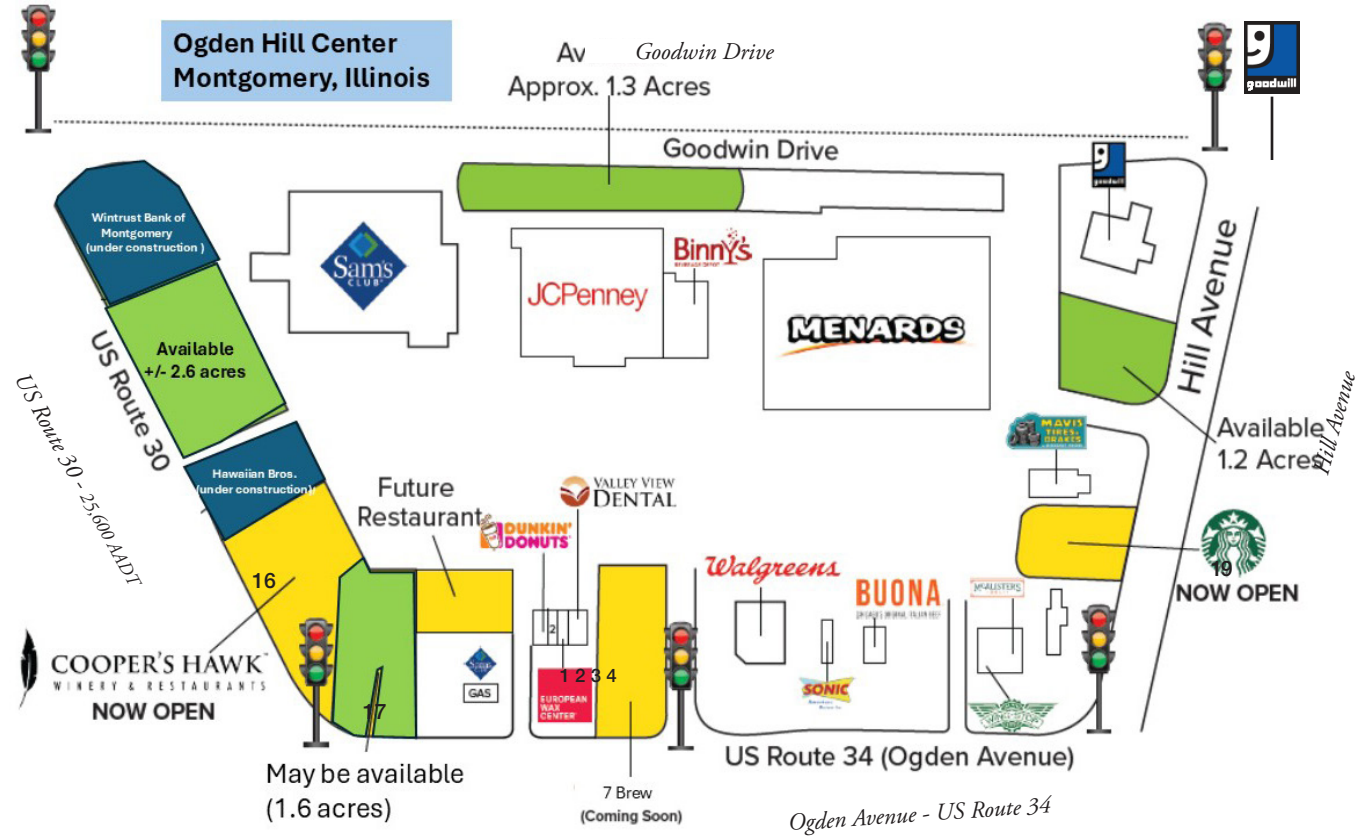 Ogden Hill Center
Montgomery, Illinois
Av
Goodwin Drive
Approx. 1.3 Acres
g
goodwill
Goodwin Drive
g
goodwill
Wintrust Bank of
Montgomery
(under construction )
Sam's
CLUB
JCPenney
Binny's
BEVERAGE DEPOT
MENARDS
Hill Avenue
Available
+/- 2.6 acres
US Route 30
US Route 30 - 25,600 AADT
Hill Avenue
Available
1.2 Acres
MAVIS
TIRES &
BRAKES
Hawaiian Bros.
(under construction)
Future
Restaurant
VALLEY VIEW
DENTAL
DUNKIN'
DONUTS
16
Walgreens
BUONA
McALISTER'S
19
NOW OPEN
2
COOPER'S HAWK
WINERY & RESTAURANTS
NOW OPEN
Sam's
GAS
1 2 3 4
EUROPEAN
WAX
CENTER
SONIC
WINGSTOP
17
US Route 34 (Ogden Avenue)
May be available
(1.6 acres)
7 Brew
(Coming Soon)
Ogden Avenue - US Route 34